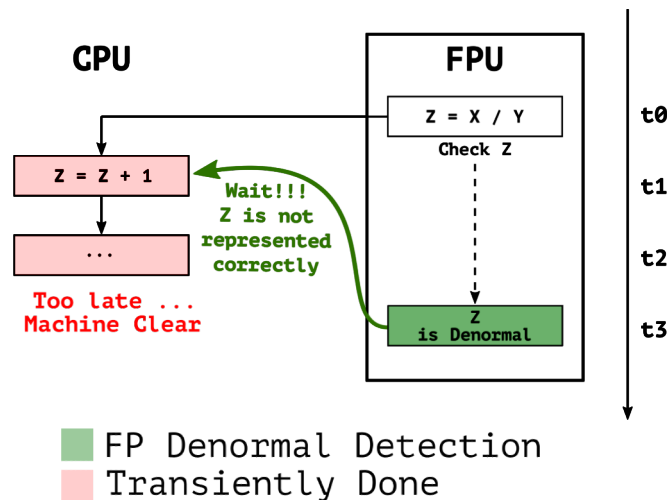 CPU
FPU
Z = X / Y
t0
Check Z
Z = Z + 1
Wait!!!
Z is not
represented
correctly
t1
...
t2
Too late ...
Machine Clear
Z
is Denormal
t3
FP Denormal Detection
Transiently Done